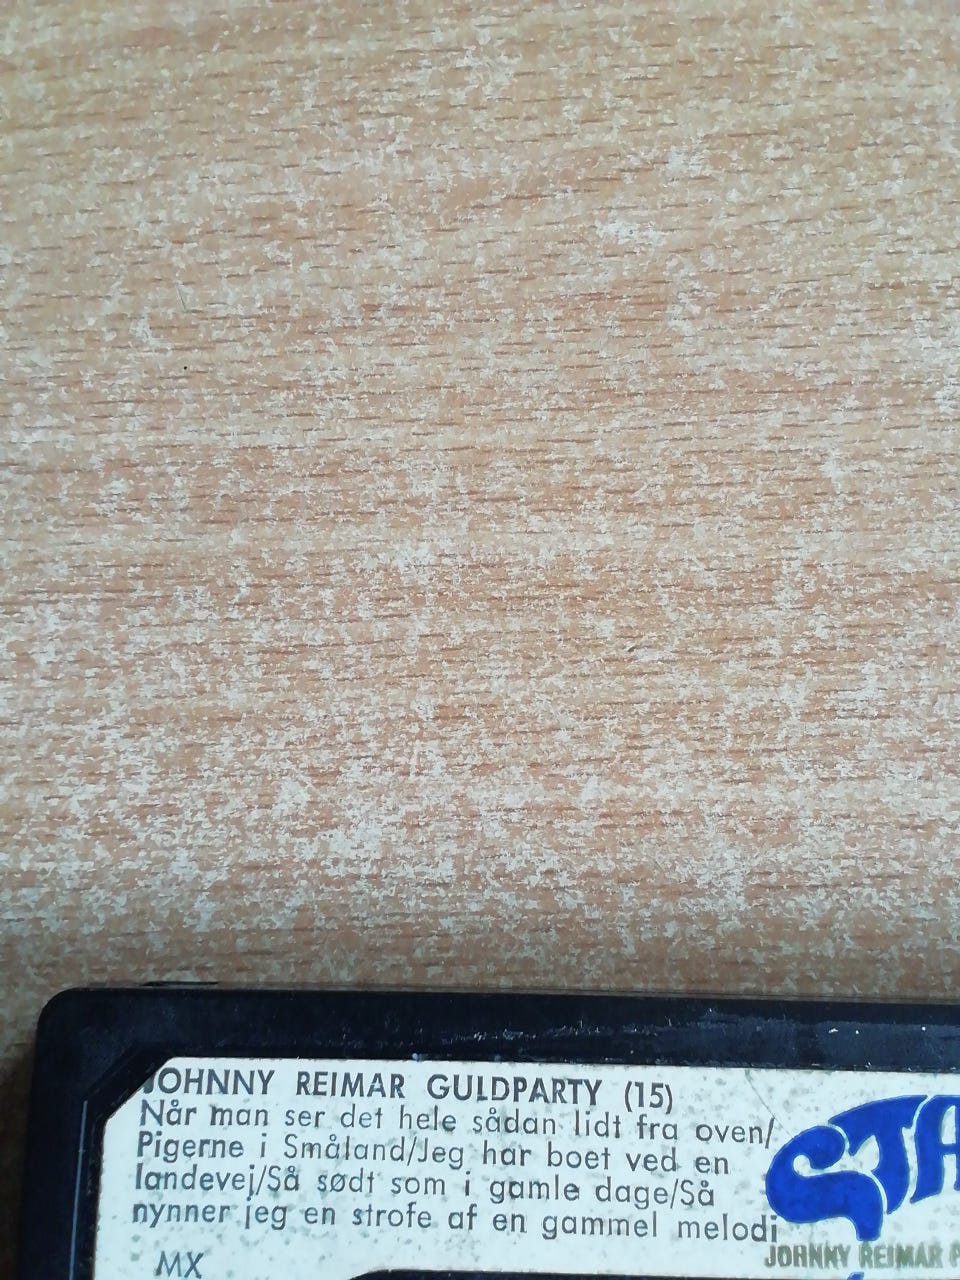 JOHNNY REIMAR GULDPARTY (15)
Når man ser det hele sådan lidt fra oven/
Pigerne i Småland/Jeg har boet ved en
landevej/Så sødt som i gamle dage/Så
nynner jeg en strofe af en gammel melodi
STA
JOHNNY REIMAR P
MX